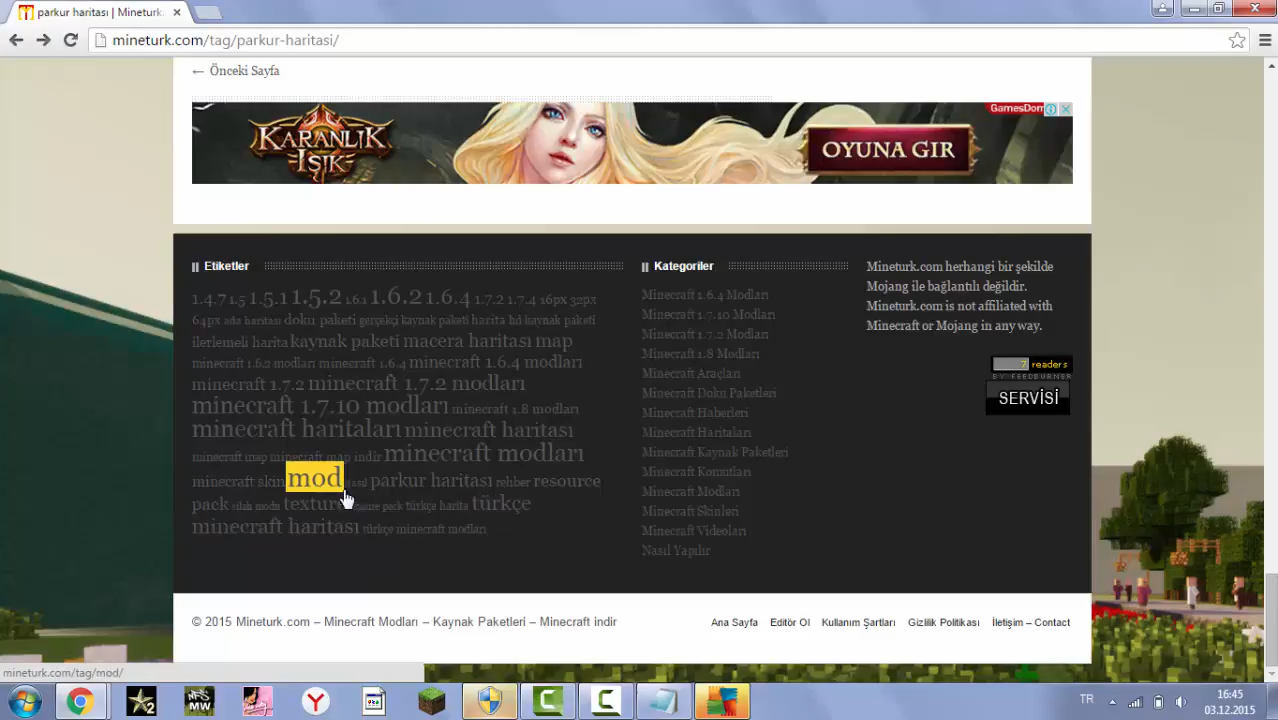 parkur haritası | Mineturk
mineturk.com/tag/parkur-haritasi/
← Önceki Sayfa
KARANLIK
IŞIK
OYUNA GIR
GamesDom
Etiketler
1.4.7 1.5 1.5.1 1.5.2 1.6.1 1.6.2 1.6.4 1.7.2 1.7.4 16px 32px
64px ada haritası doku paketi gerçekçi kaynak paketi harita hd kaynak paketi
ilerlemeli harita kaynak paketi macera haritası map
minecraft 1.6.2 modları minecraft 1.6.4 minecraft 1.6.4 modları
minecraft 1.7.2 minecraft 1.7.2 modları
minecraft 1.7.10 modları minecraft 1.8 modları
minecraft haritaları minecraft haritası
minecraft map minecraft map indir minecraft modları
minecraft skin mod nasıl parkur haritası rehber resource
pack silah modu texture texture pack türkçe harita türkçe
minecraft haritası türkçe minecraft modları
Kategoriler
Minecraft 1.6.4 Modları
Minecraft 1.7.10 Modları
Minecraft 1.7.2 Modları
Minecraft 1.8 Modları
Minecraft Araçları
Minecraft Doku Paketleri
Minecraft Haberleri
Minecraft Haritaları
Minecraft Kaynak Paketleri
Minecraft Komutları
Minecraft Modları
Minecraft Skinleri
Minecraft Videoları
Nasıl Yapılır
Mineturk.com herhangi bir şekilde
Mojang ile bağlantılı değildir.
Mineturk.com is not affiliated with
Minecraft or Mojang in any way.
7 readers
BY FEEDBURNER
SERVİSİ
© 2015 Mineturk.com – Minecraft Modları – Kaynak Paketleri – Minecraft indir
Ana Sayfa Editör Ol Kullanım Şartları Gizlilik Politikası İletişim – Contact
mineturk.com/tag/mod/
2
NFS
MW
Y
TR
16:45
03.12.2015